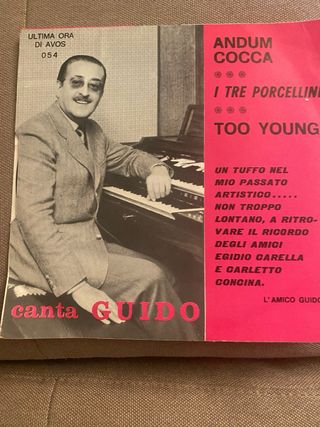 ULTIMA ORA
DI AVOS
054
ANDUM
COCCA
I TRE PORCELLINI
TOO YOUNG
UN TUFFO NEL
MIO PASSATO
ARTISTICO.....
NON TROPPO
LONTANO, A RITRO-
VARE IL RICORDO
DEGLI AMICI
EGIDIO CARELLA
E CARLETTO
CONCINA.
L'AMICO GUIDO
canta GUIDO